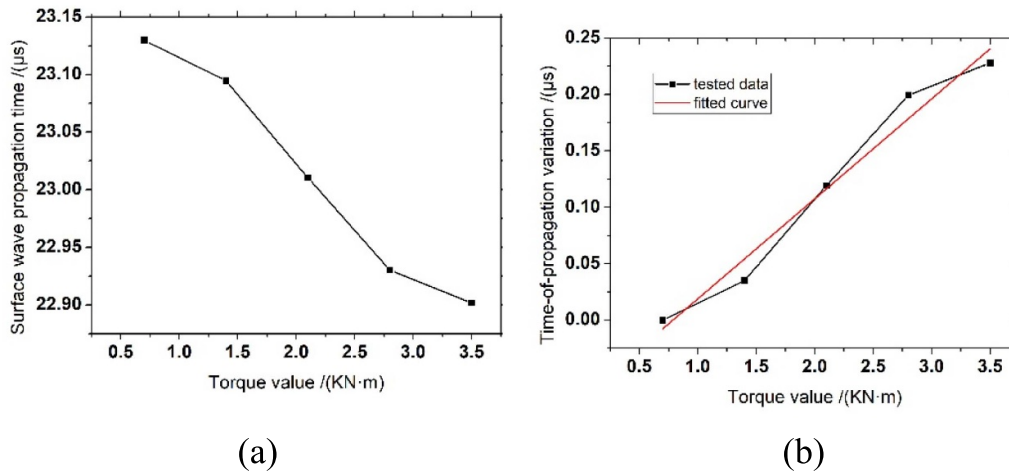 23.15
23.10
23.05
23.00
22.95
22.90
0.5 1.0 1.5 2.0 2.5 3.0 3.5
Surface wave propagation time /(μs)
Torque value /(KN·m)
(a)
0.25
0.20
0.15
0.10
0.05
0.00
0.5 1.0 1.5 2.0 2.5 3.0 3.5
Time-of-propagation variation /(μs)
tested data
fitted curve
Torque value /(KN·m)
(b)